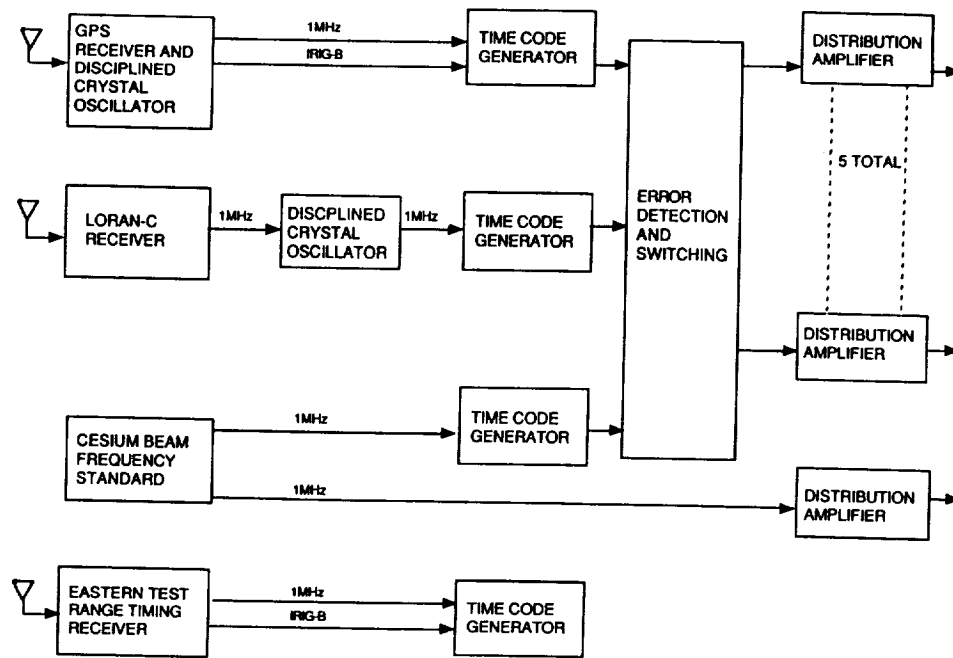 GPS
RECEIVER AND
DISCIPLINED
CRYSTAL
OSCILLATOR
1MHz
IRIG-B
TIME CODE
GENERATOR
DISTRIBUTION
AMPLIFIER
5 TOTAL
LORAN-C
RECEIVER
1MHz
DISCPLINED
CRYSTAL
OSCILLATOR
1MHz
TIME CODE
GENERATOR
ERROR
DETECTION
AND
SWITCHING
DISTRIBUTION
AMPLIFIER
CESIUM BEAM
FREQUENCY
STANDARD
1MHz
1MHz
TIME CODE
GENERATOR
DISTRIBUTION
AMPLIFIER
EASTERN TEST
RANGE TIMING
RECEIVER
1MHz
IRIG-B
TIME CODE
GENERATOR